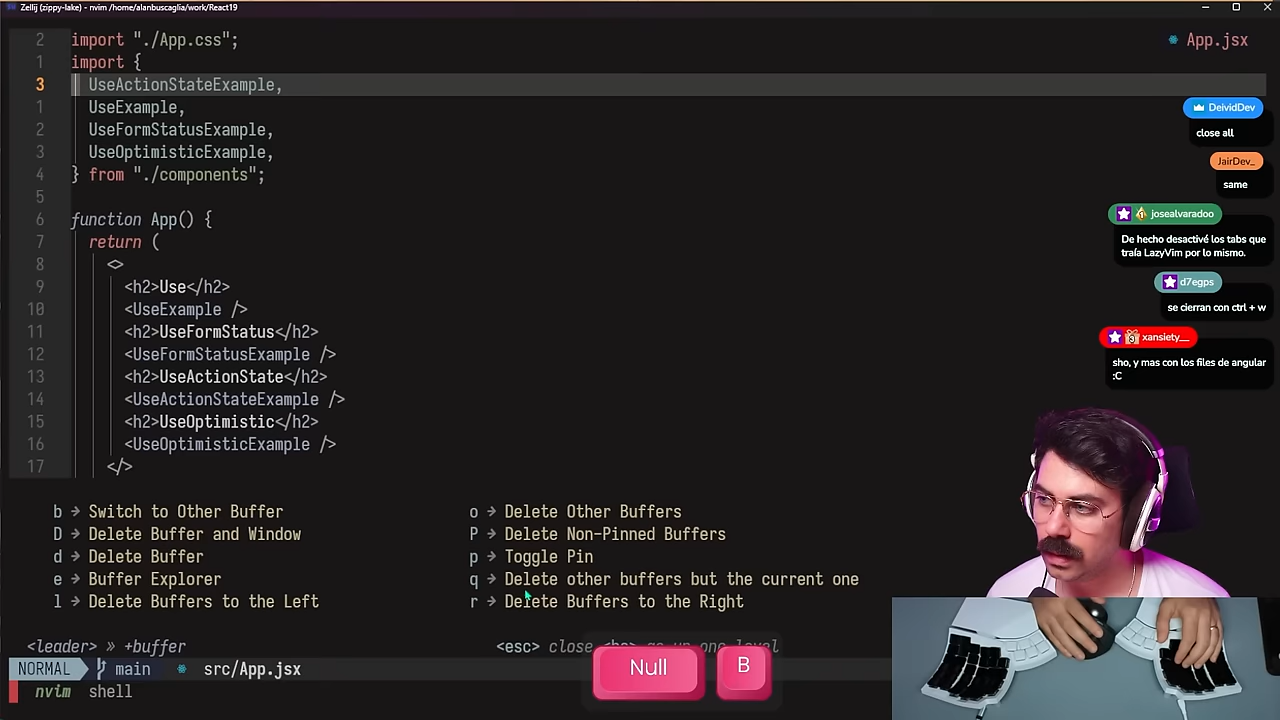 Zellij (zippy-lake) - nvim /home/alanbuscaglia/work/React19
2 import "./App.css";
App.jsx
1 import {
3 UseActionStateExample,
1 UseExample,
2 UseFormStatusExample,
3 UseOptimisticExample,
4 } from "./components";
5
6 function App() {
7 return (
8 <>
9 <h2>Use</h2>
10 <UseExample />
11 <h2>UseFormStatus</h2>
12 <UseFormStatusExample />
13 <h2>UseActionState</h2>
14 <UseActionStateExample />
15 <h2>UseOptimistic</h2>
16 <UseOptimisticExample />
17 </>
DeividDev
close all
JairDev_
same
josealvaradoo
De hecho desactivé los tabs que
traía LazyVim por lo mismo.
d7egps
se cierran con ctrl + w
xansiety__
sho, y mas con los files de angular
:C
b → Switch to Other Buffer
D → Delete Buffer and Window
d → Delete Buffer
e → Buffer Explorer
l → Delete Buffers to the Left
o → Delete Other Buffers
P → Delete Non-Pinned Buffers
p → Toggle Pin
q → Delete other buffers but the current one
r → Delete Buffers to the Right
<leader> » +buffer
<esc> close <bs> go up one level
NORMAL main src/App.jsx
nvim shell
Null B